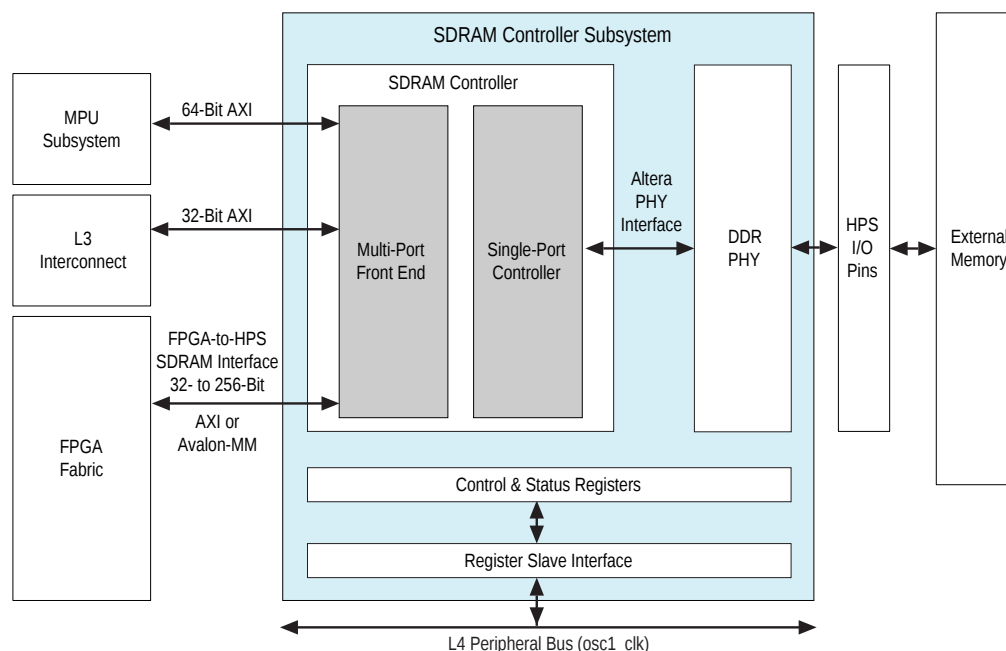 SDRAM Controller Subsystem
SDRAM Controller
MPU
Subsystem
64-Bit AXI
L3
Interconnect
32-Bit AXI
FPGA
Fabric
FPGA-to-HPS
SDRAM Interface
32- to 256-Bit
AXI or
Avalon-MM
Multi-Port
Front End
Single-Port
Controller
Altera
PHY
Interface
DDR
PHY
HPS
I/O
Pins
External
Memory
Control & Status Registers
Register Slave Interface
L4 Peripheral Bus (osc1_clk)